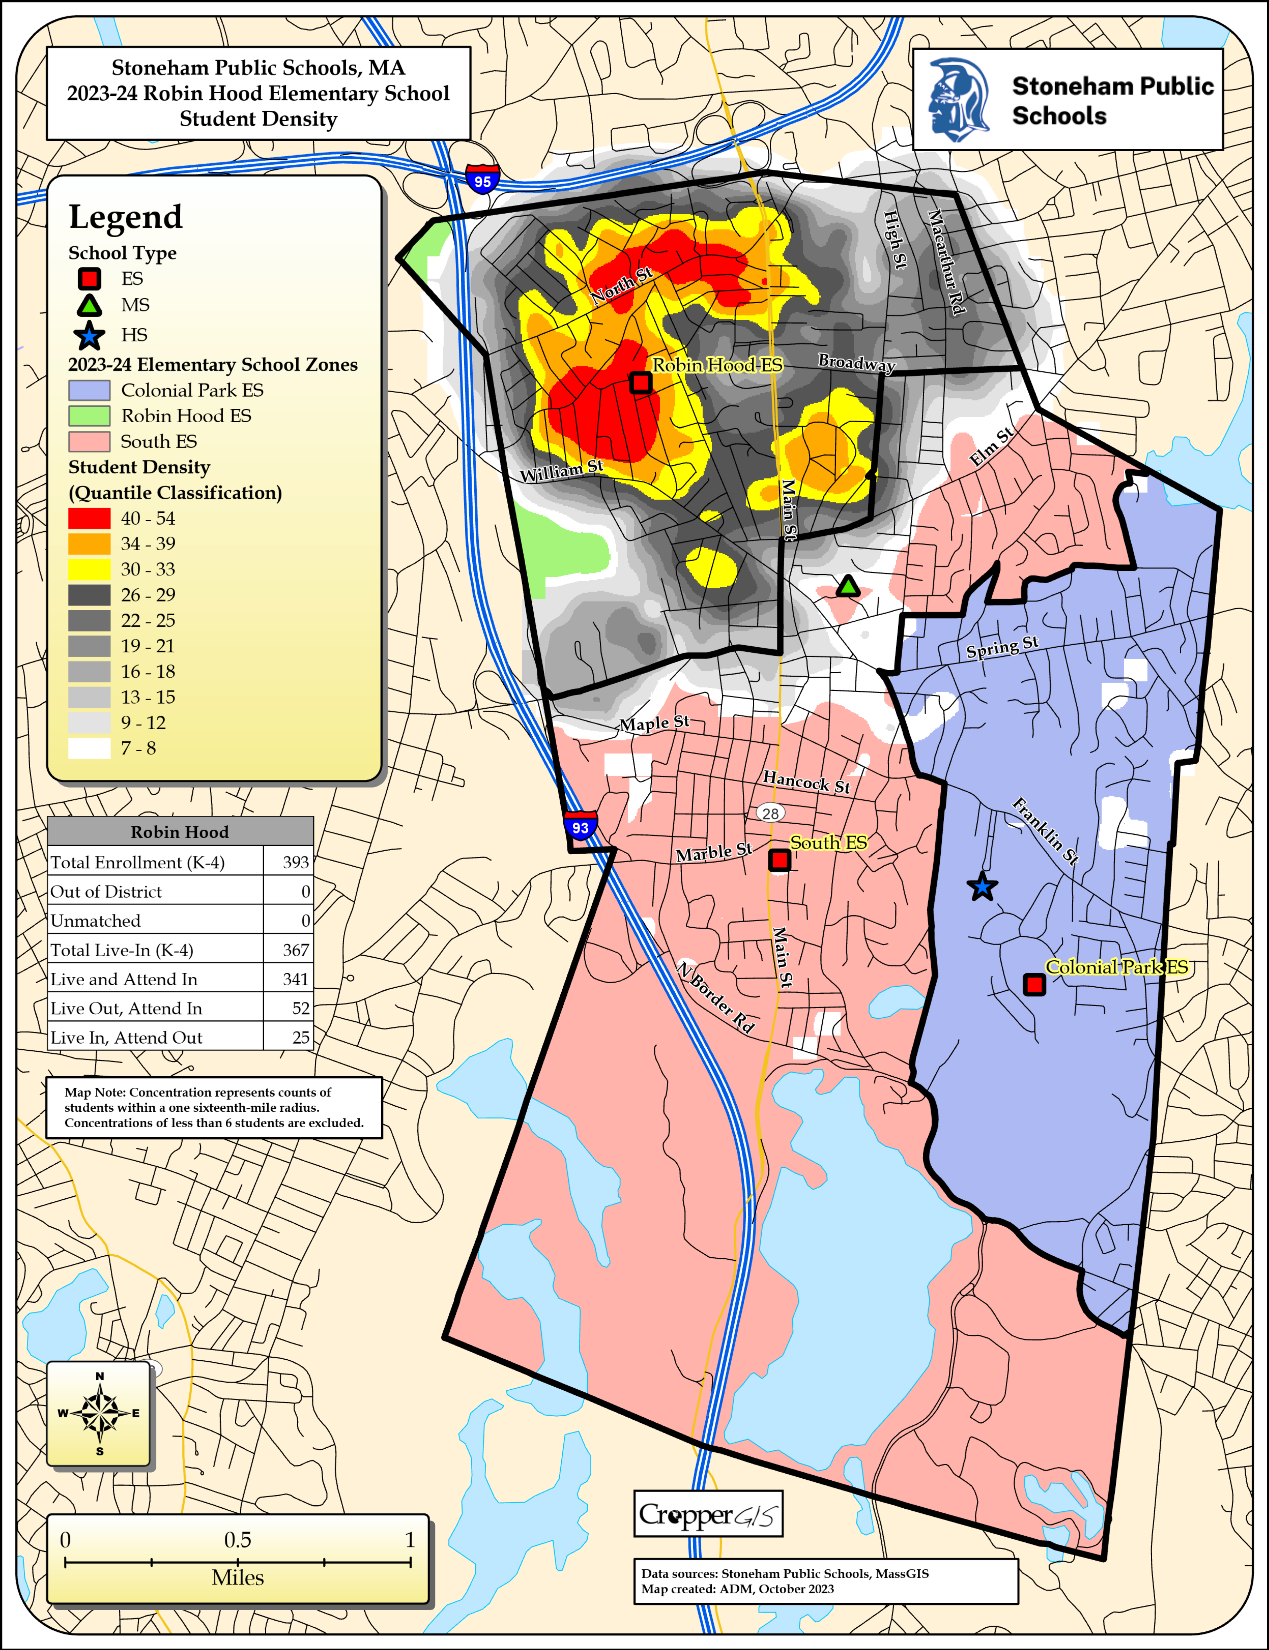 Stoneham Public Schools, MA
2023-24 Robin Hood Elementary School
Student Density
Stoneham Public
Schools
95
Legend
School Type
ES
MS
HS
2023-24 Elementary School Zones
Colonial Park ES
Robin Hood ES
South ES
Student Density
(Quantile Classification)
40 - 54
34 - 39
30 - 33
26 - 29
22 - 25
19 - 21
16 - 18
13 - 15
9 - 12
7 - 8
High St
Macarthur Rd
North St
Robin Hood ES
Broadway
Elm St
William St
Main St
Spring St
Maple St
Hancock St
28
Franklin St
93
South ES
Marble St
Main St
Colonial Park ES
N Border Rd
Robin Hood
Total Enrollment (K-4) 393
Out of District 0
Unmatched 0
Total Live-In (K-4) 367
Live and Attend In 341
Live Out, Attend In 52
Live In, Attend Out 25
Map Note: Concentration represents counts of
students within a one sixteenth-mile radius.
Concentrations of less than 6 students are excluded.
N
W E
S
0 0.5 1
Miles
Cropper GIS
Data sources: Stoneham Public Schools, MassGIS
Map created: ADM, October 2023